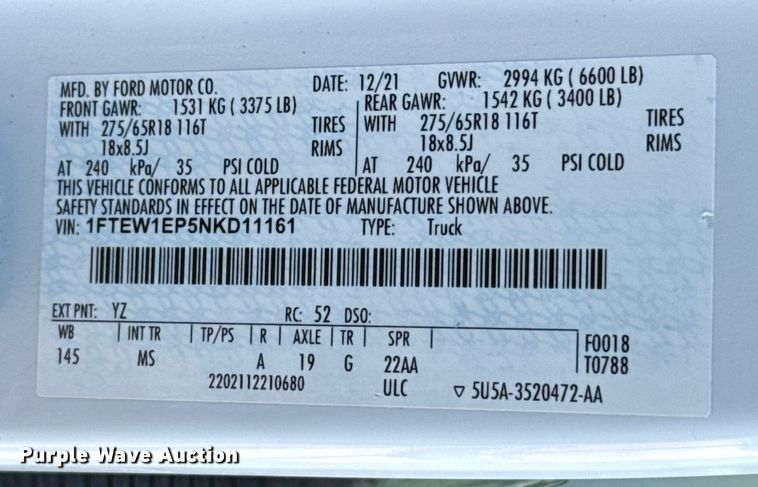 MFD. BY FORD MOTOR CO. DATE: 12/21 GVWR: 2994 KG ( 6600 LB)
FRONT GAWR: 1531 KG ( 3375 LB) REAR GAWR: 1542 KG ( 3400 LB)
WITH 275/65R18 116T TIRES WITH 275/65R18 116T TIRES
18x8.5J RIMS 18x8.5J RIMS
AT 240 kPa/ 35 PSI COLD AT 240 kPa/ 35 PSI COLD
THIS VEHICLE CONFORMS TO ALL APPLICABLE FEDERAL MOTOR VEHICLE
SAFETY STANDARDS IN EFFECT ON THE DATE OF MANUFACTURE SHOWN ABOVE.
VIN: 1FTEW1EP5NKD11161 TYPE: Truck
EXT PNT: YZ RC: 52 DSO:
WB | INT TR | TP/PS | R | AXLE | TR | SPR F0018
145 MS A 19 G 22AA T0788
2202112210680 ULC ▽ 5U5A-3520472-AA
Purple Wave Auction